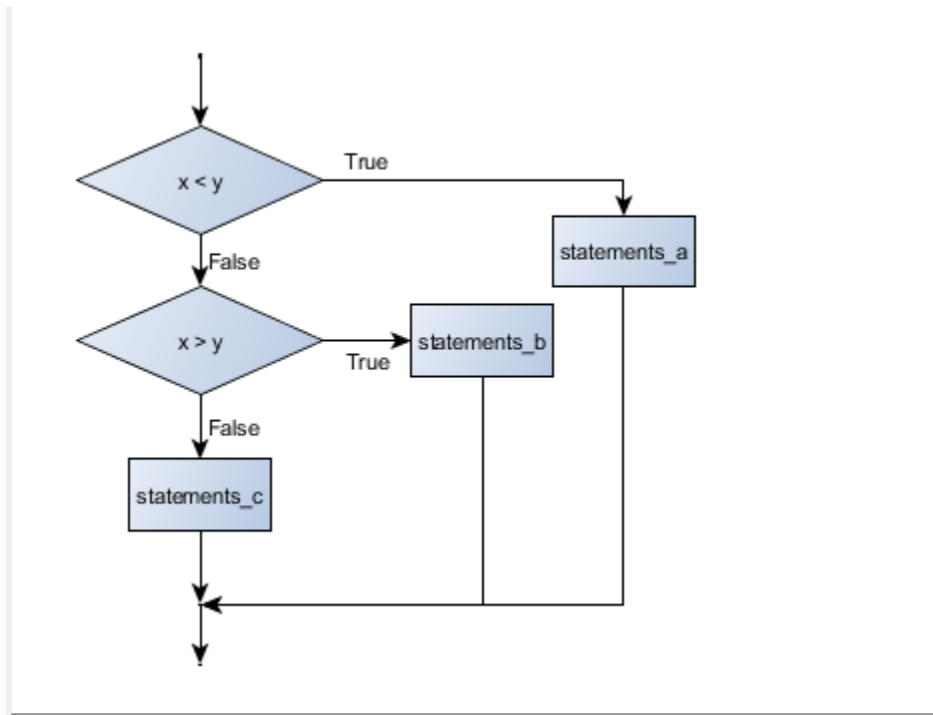 True
x < y
statements_a
False
x > y
statements_b
True
False
statements_c